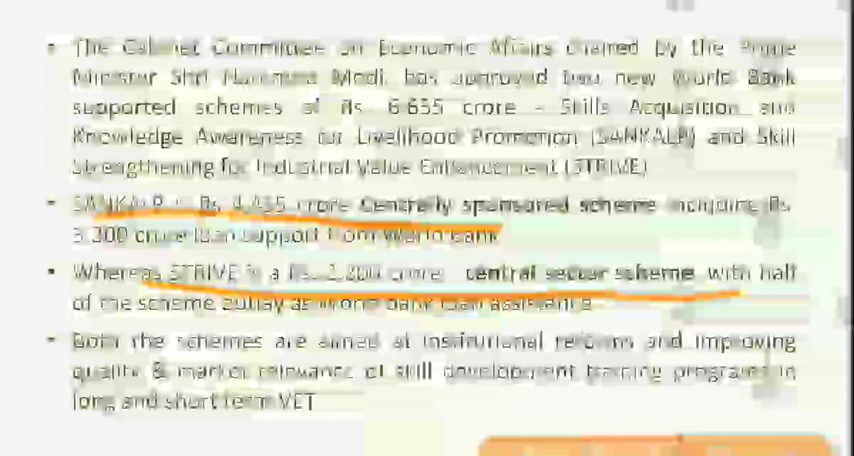 • The Cabinet Committee on Economic Affairs chaired by the Prime
Minister Shri Narendra Modi, has approved two new World Bank
supported schemes of Rs. 6,655 crore - Skills Acquisition and
Knowledge Awareness for Livelihood Promotion (SANKALP) and Skill
Strengthening for Industrial Value Enhancement (STRIVE)
• SANKALP is Rs 4,455 crore Centrally sponsored scheme including Rs.
3,300 crore loan support from World Bank
• Whereas STRIVE is a Rs. 2,200 crore - central sector scheme, with half
of the scheme outlay as World bank loan assistance
• Both the schemes are aimed at institutional reforms and improving
quality & market relevance of skill development training programs in
long and short term VET